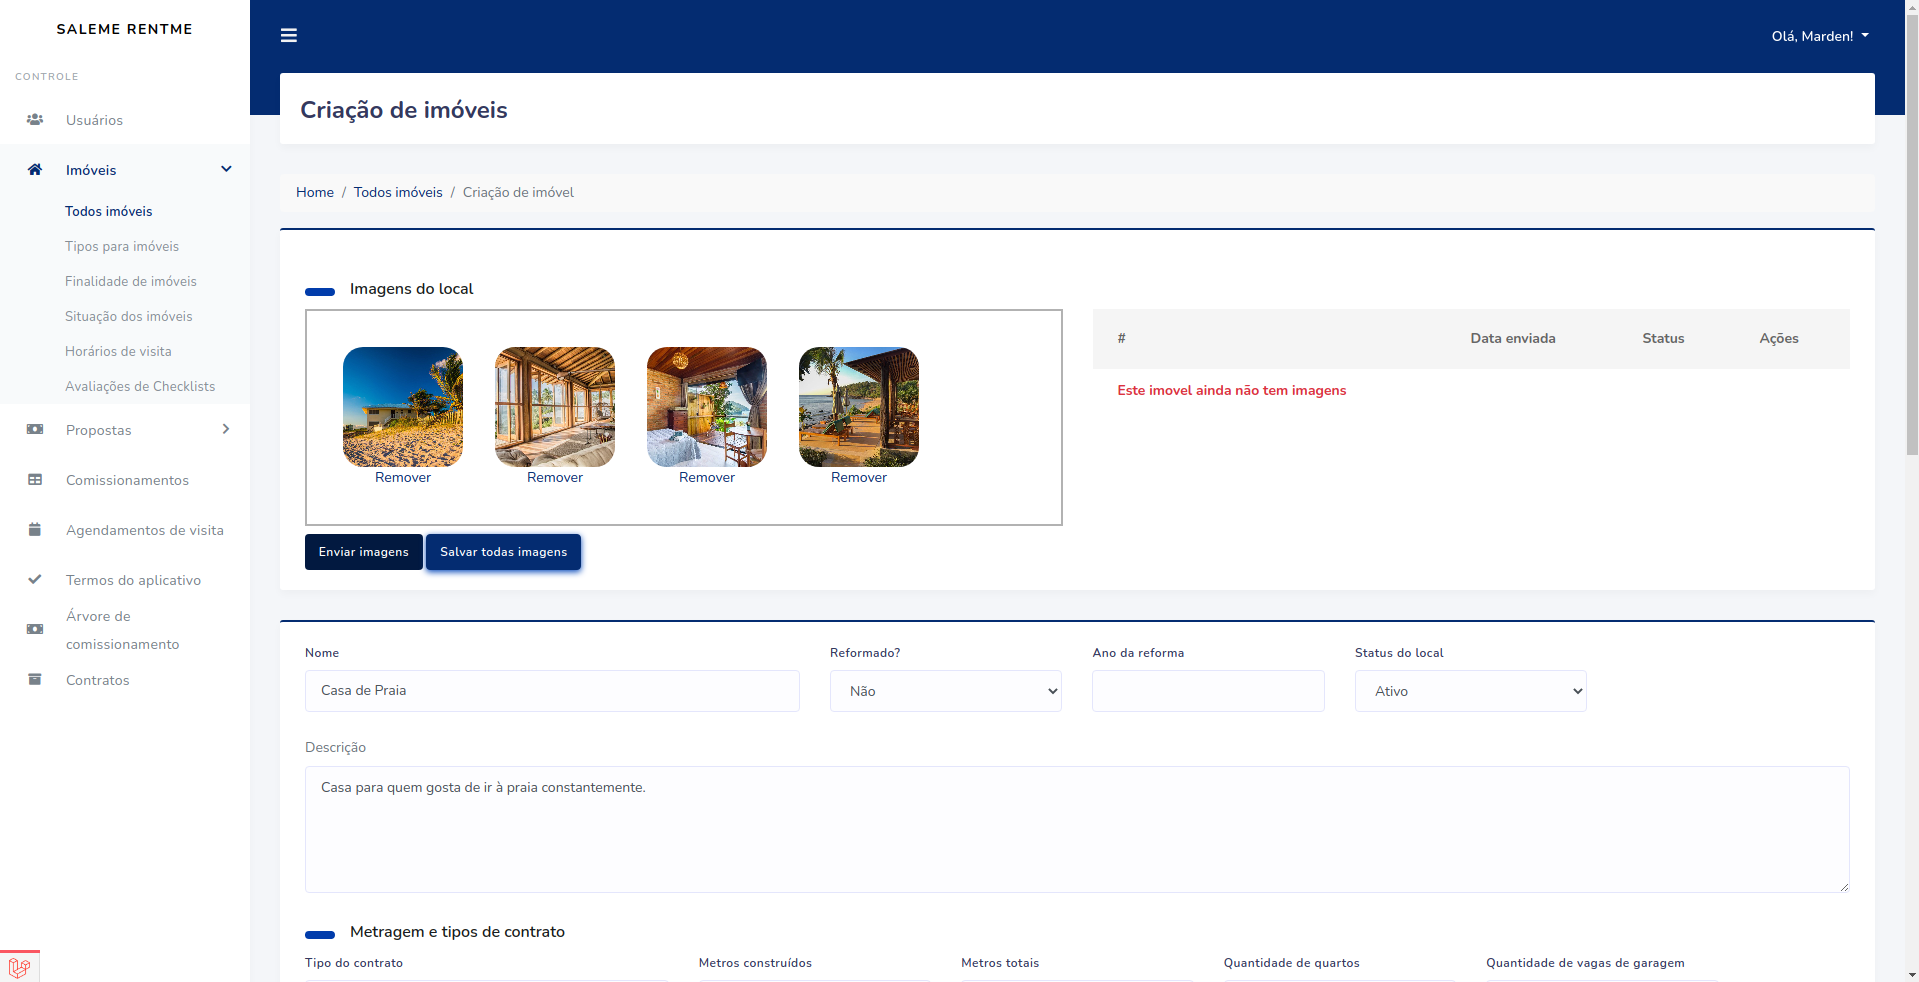 SALEME RENTME
Olá, Marden!
CONTROLE
Usuários
Imóveis
Todos imóveis
Tipos para imóveis
Finalidade de imóveis
Situação dos imóveis
Horários de visita
Avaliações de Checklists
Propostas
Comissionamentos
Agendamentos de visita
Termos do aplicativo
Árvore de
comissionamento
Contratos
Criação de imóveis
Home / Todos imóveis / Criação de imóvel
Imagens do local
Remover Remover Remover Remover
Enviar imagens Salvar todas imagens
# Data enviada Status Ações
Este imovel ainda não tem imagens
Nome Reformado? Ano da reforma Status do local
Casa de Praia Não Ativo
Descrição
Casa para quem gosta de ir à praia constantemente.
Metragem e tipos de contrato
Tipo do contrato Metros construídos Metros totais Quantidade de quartos Quantidade de vagas de garagem